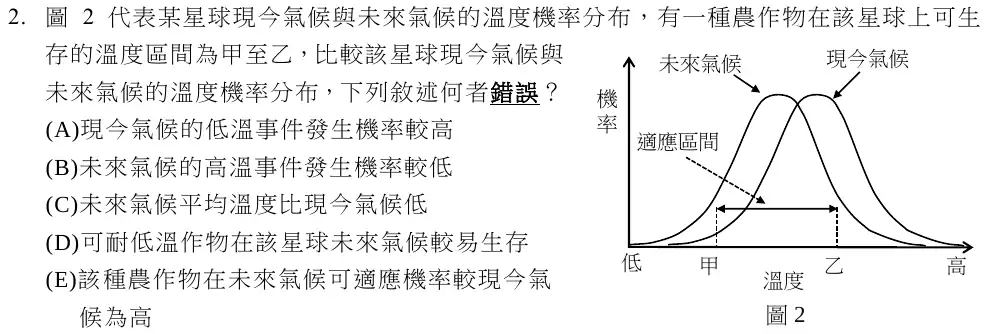 2. 圖 2 代表某星球現今氣候與未來氣候的溫度機率分布，有一種農作物在該星球上可生
存的溫度區間為甲至乙，比較該星球現今氣候與
未來氣候的溫度機率分布，下列敘述何者錯誤？
(A)現今氣候的低溫事件發生機率較高
(B)未來氣候的高溫事件發生機率較低
(C)未來氣候平均溫度比現今氣候低
(D)可耐低溫作物在該星球未來氣候較易生存
(E)該種農作物在未來氣候可適應機率較現今氣
候為高
未來氣候
現今氣候
機率
適應區間
低
甲
乙
高
溫度
圖 2